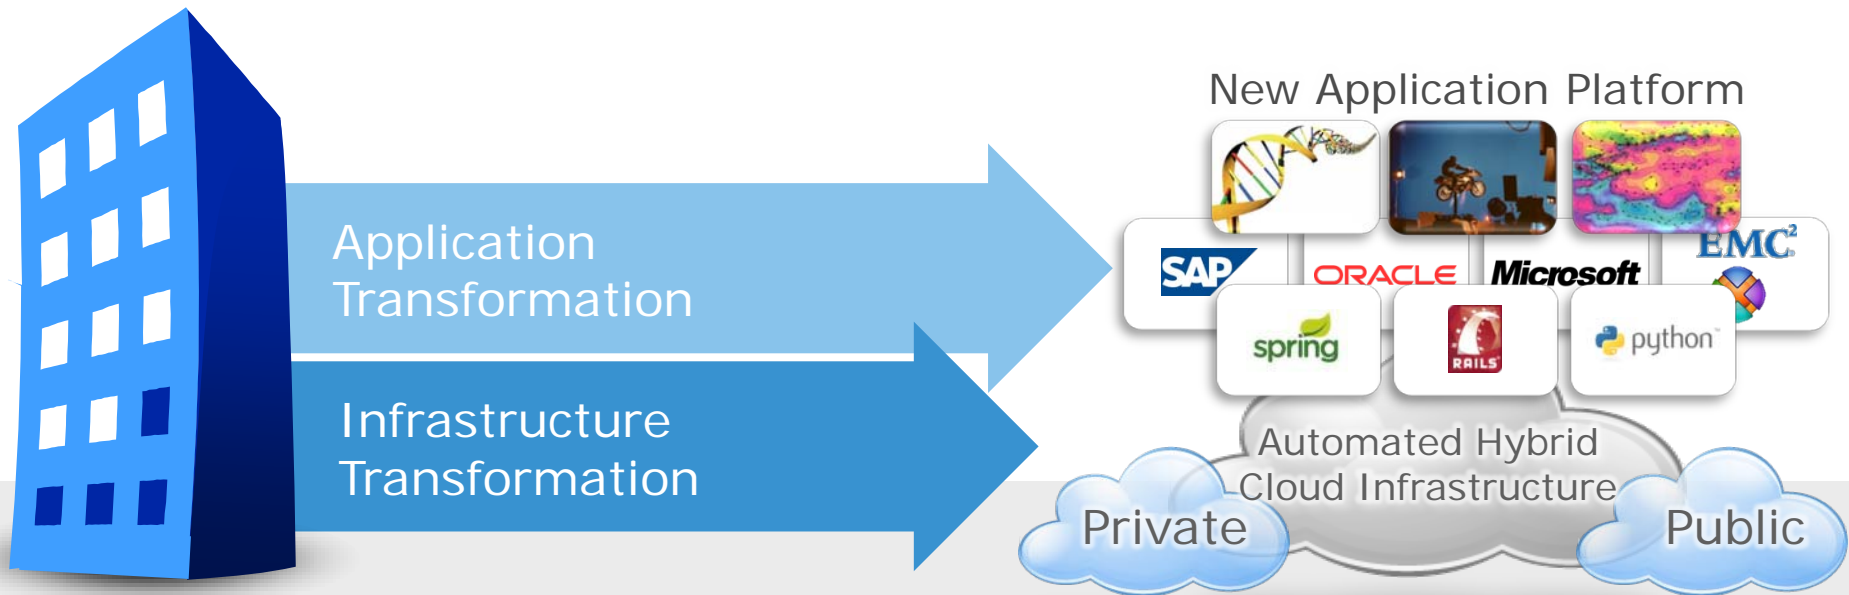 New Application Platform
Application
Transformation
EMC²
SAP
ORACLE
Microsoft
spring
RAILS
python™
Infrastructure
Transformation
Automated Hybrid
Cloud Infrastructure
Private
Public